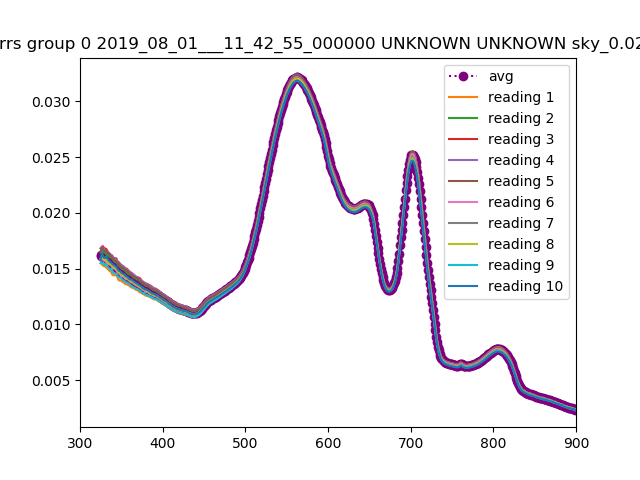 rrs group 0 2019_08_01___11_42_55_000000 UNKNOWN UNKNOWN sky_0.02
avg
reading 1
reading 2
reading 3
reading 4
reading 5
reading 6
reading 7
reading 8
reading 9
reading 10
0.030
0.025
0.020
0.015
0.010
0.005
300 400 500 600 700 800 900